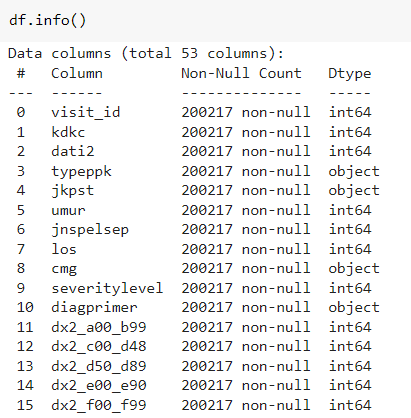 df.info()
Data columns (total 53 columns):
 #   Column         Non-Null Count   Dtype
---  ------         --------------   -----
 0   visit_id       200217 non-null  int64
 1   kdkc           200217 non-null  int64
 2   dati2          200217 non-null  int64
 3   typeppk        200217 non-null  object
 4   jkpst          200217 non-null  object
 5   umur           200217 non-null  int64
 6   jnspelsep      200217 non-null  int64
 7   los            200217 non-null  int64
 8   cmg            200217 non-null  object
 9   severitylevel  200217 non-null  int64
 10  diagprimer     200217 non-null  object
 11  dx2_a00_b99    200217 non-null  int64
 12  dx2_c00_d48    200217 non-null  int64
 13  dx2_d50_d89    200217 non-null  int64
 14  dx2_e00_e90    200217 non-null  int64
 15  dx2_f00_f99    200217 non-null  int64